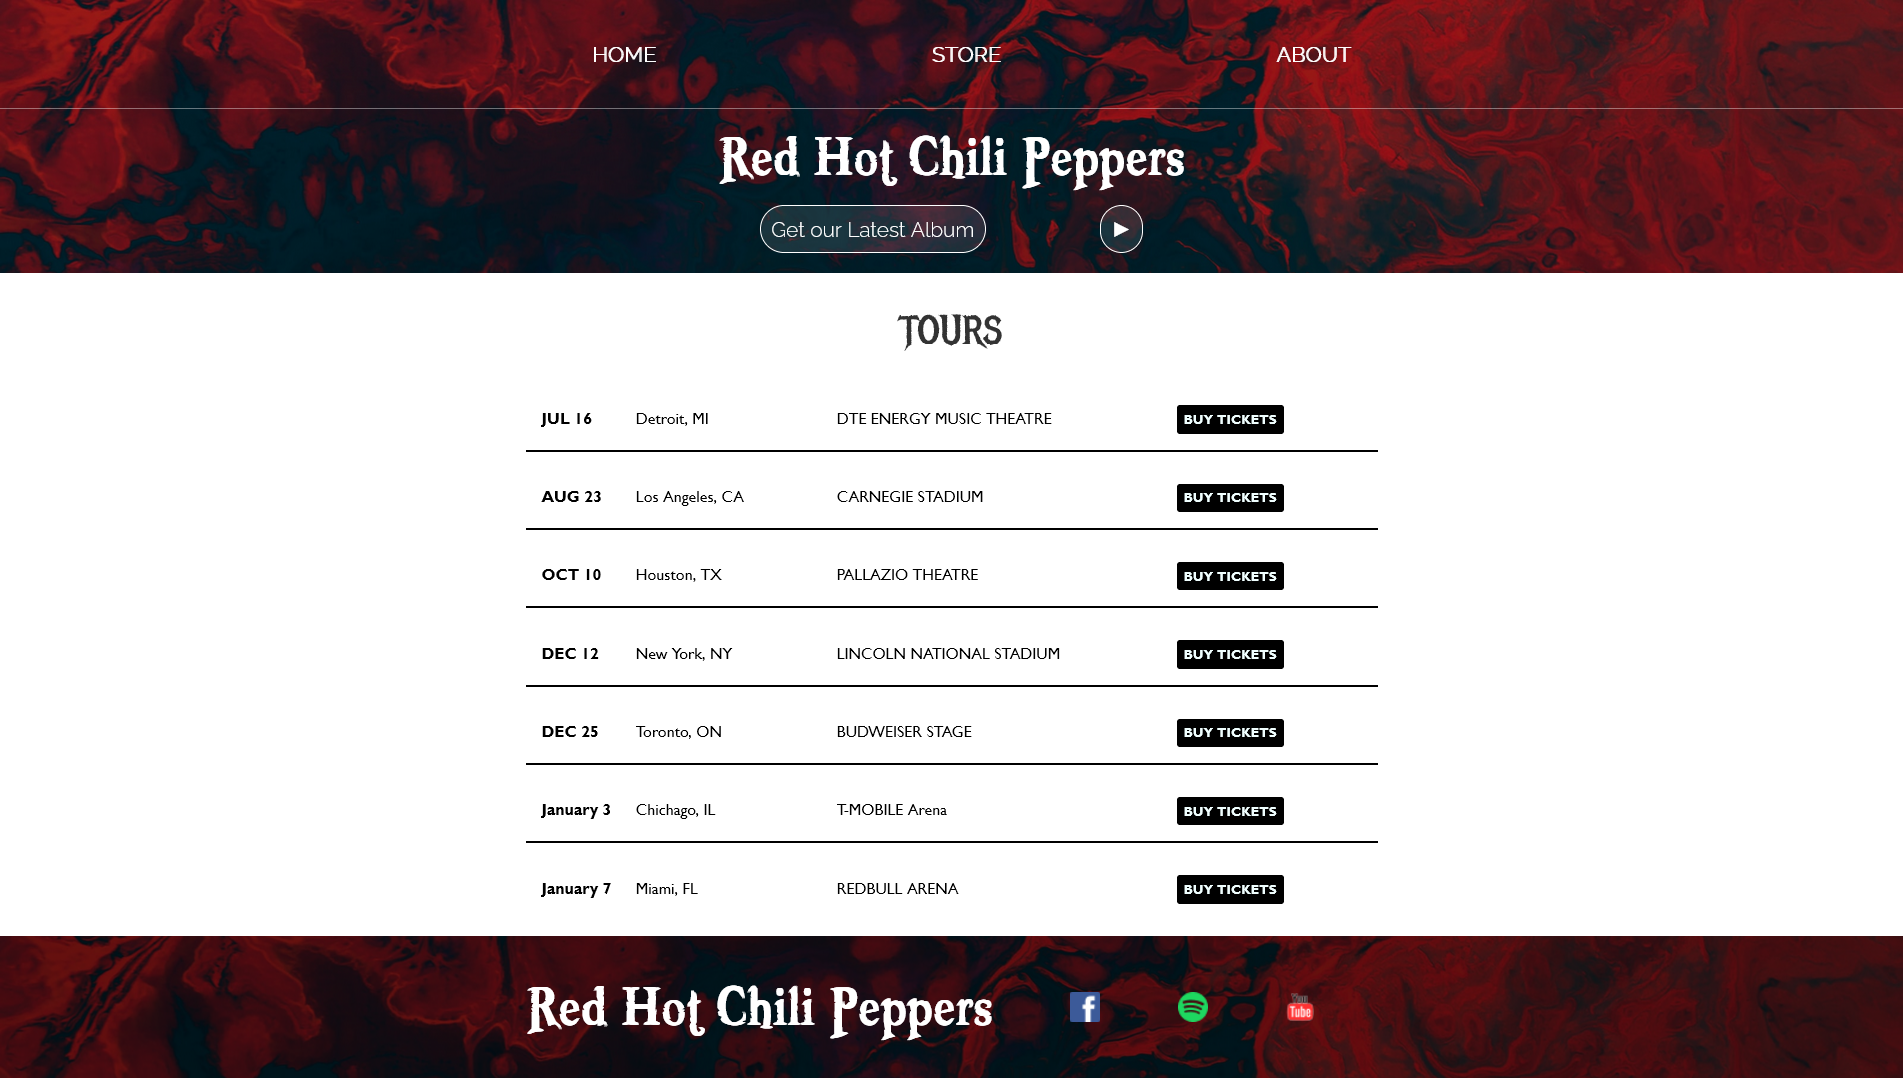 HOME STORE ABOUT
Red Hot Chili Peppers
Get our Latest Album
TOURS
JUL 16 Detroit, MI DTE ENERGY MUSIC THEATRE BUY TICKETS
AUG 23 Los Angeles, CA CARNEGIE STADIUM BUY TICKETS
OCT 10 Houston, TX PALLAZIO THEATRE BUY TICKETS
DEC 12 New York, NY LINCOLN NATIONAL STADIUM BUY TICKETS
DEC 25 Toronto, ON BUDWEISER STAGE BUY TICKETS
January 3 Chichago, IL T-MOBILE Arena BUY TICKETS
January 7 Miami, FL REDBULL ARENA BUY TICKETS
Red Hot Chili Peppers f You Tube